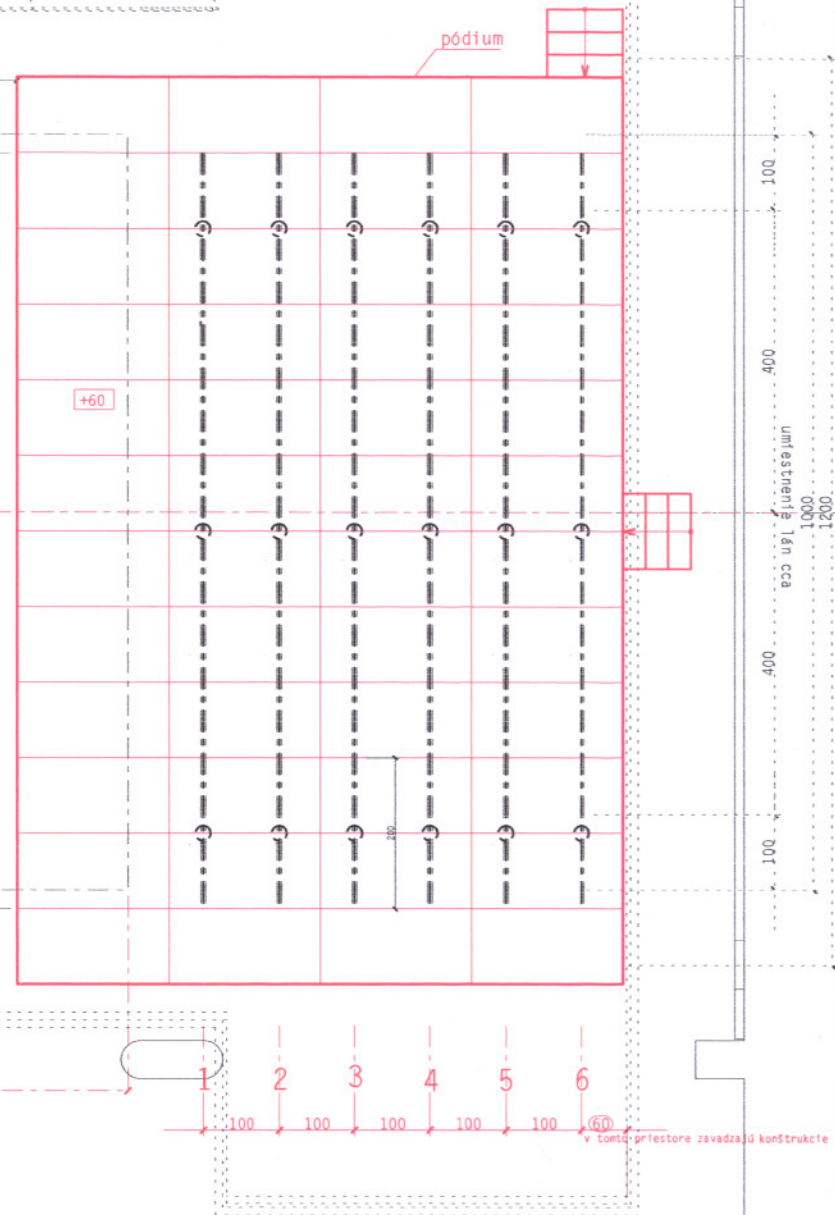 pódium
100
400
+60
umiestnenie lán cca
1000
1200
400
200
100
1 2 3 4 5 6
100 100 100 100 100 60
v tomto priestore zavadzajú konštrukcie